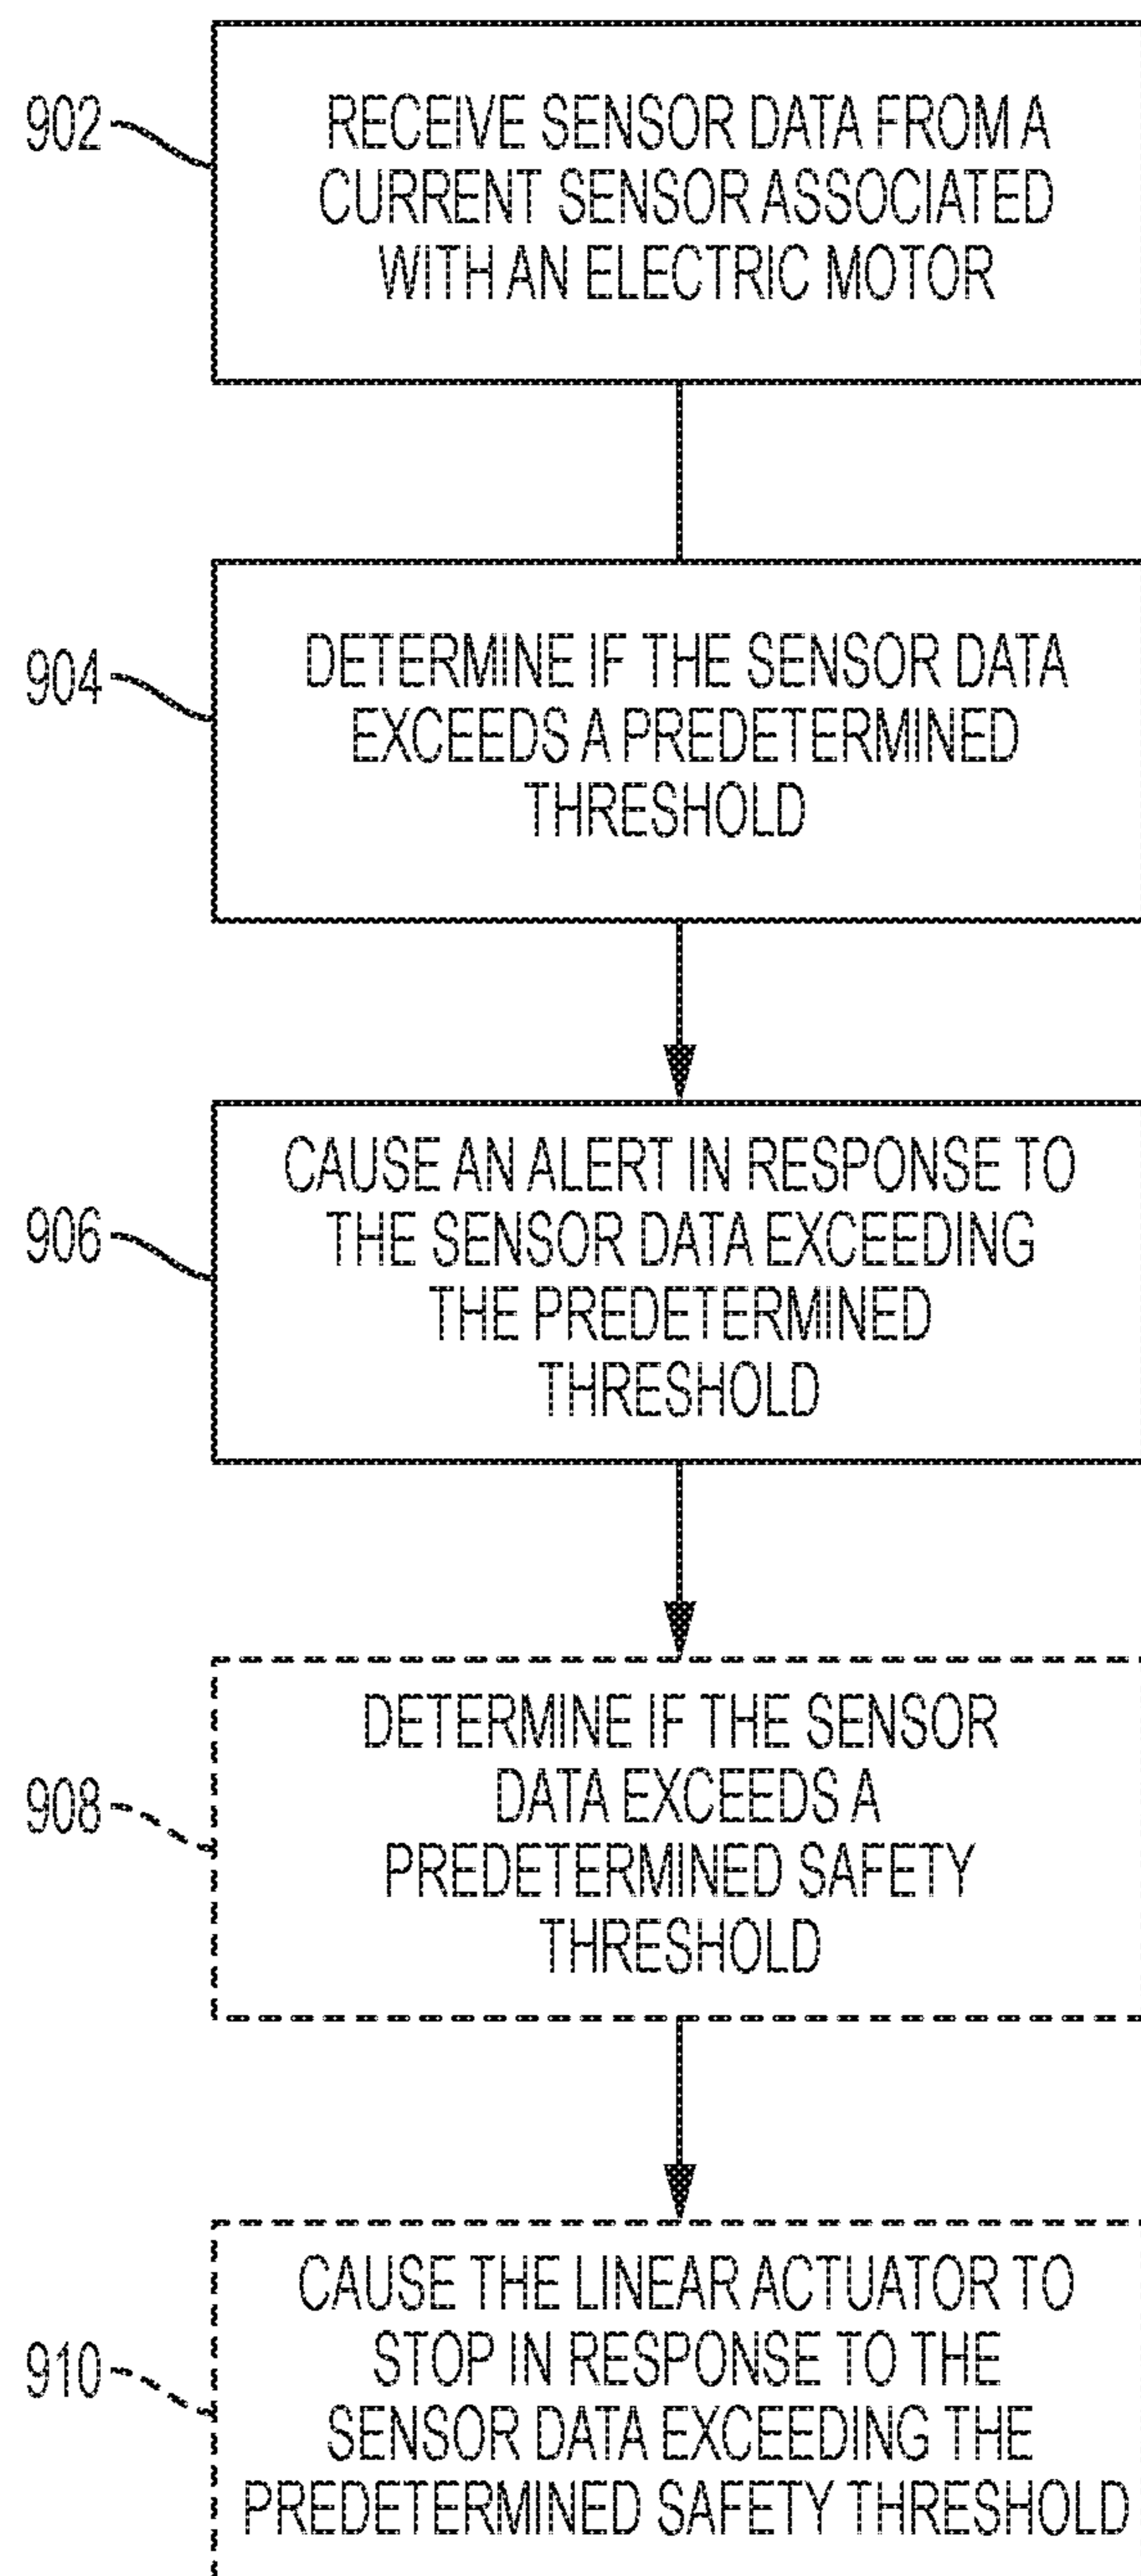 902
RECEIVE SENSOR DATA FROM A
CURRENT SENSOR ASSOCIATED
WITH AN ELECTRIC MOTOR
904
DETERMINE IF THE SENSOR DATA
EXCEEDS A PREDETERMINED
THRESHOLD
906
CAUSE AN ALERT IN RESPONSE TO
THE SENSOR DATA EXCEEDING
THE PREDETERMINED
THRESHOLD
908
DETERMINE IF THE SENSOR
DATA EXCEEDS A
PREDETERMINED SAFETY
THRESHOLD
910
CAUSE THE LINEAR ACTUATOR TO
STOP IN RESPONSE TO THE
SENSOR DATA EXCEEDING THE
PREDETERMINED SAFETY THRESHOLD